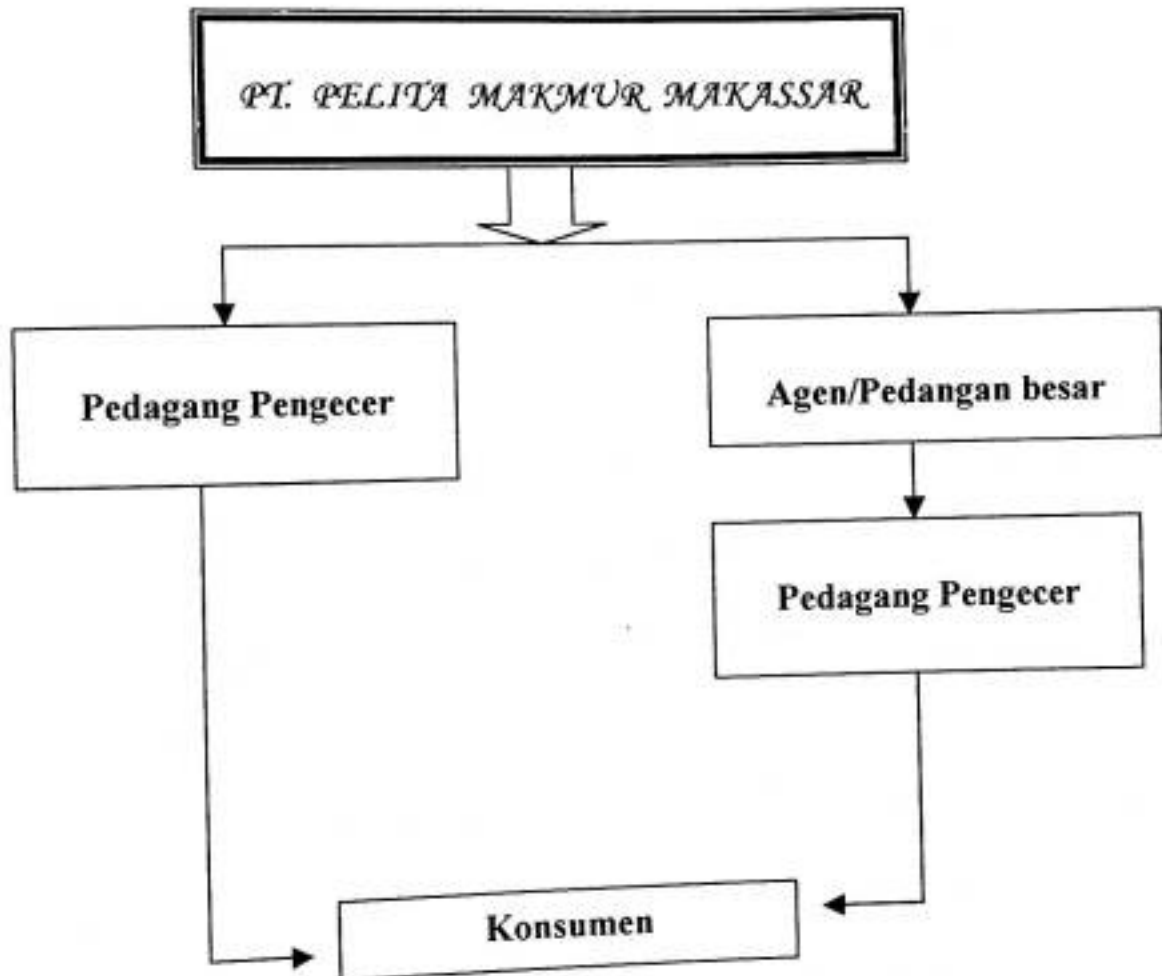 PT. PELITA MAKMUR MAKASSAR
Pedagang Pengecer
Agen/Pedangan besar
Pedagang Pengecer
Konsumen